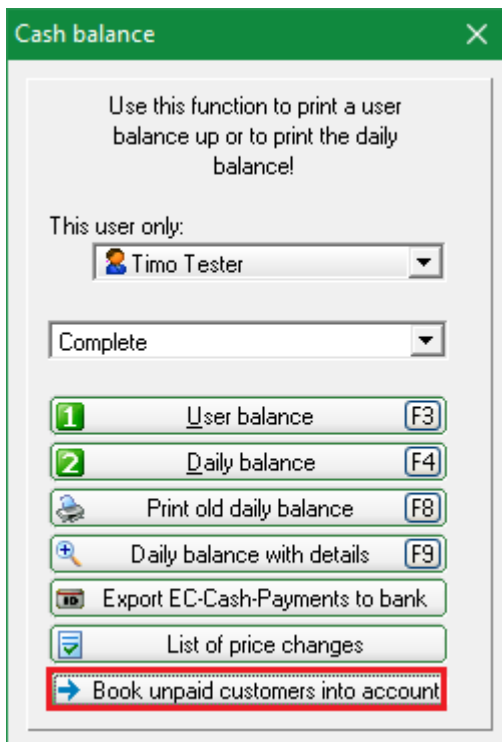 Cash balance
Use this function to print a user
balance up or to print the daily
balance!
This user only:
Timo Tester
Complete
1 User balance F3
2 Daily balance F4
Print old daily balance F8
Daily balance with details F9
ID Export EC-Cash-Payments to bank
List of price changes
Book unpaid customers into account